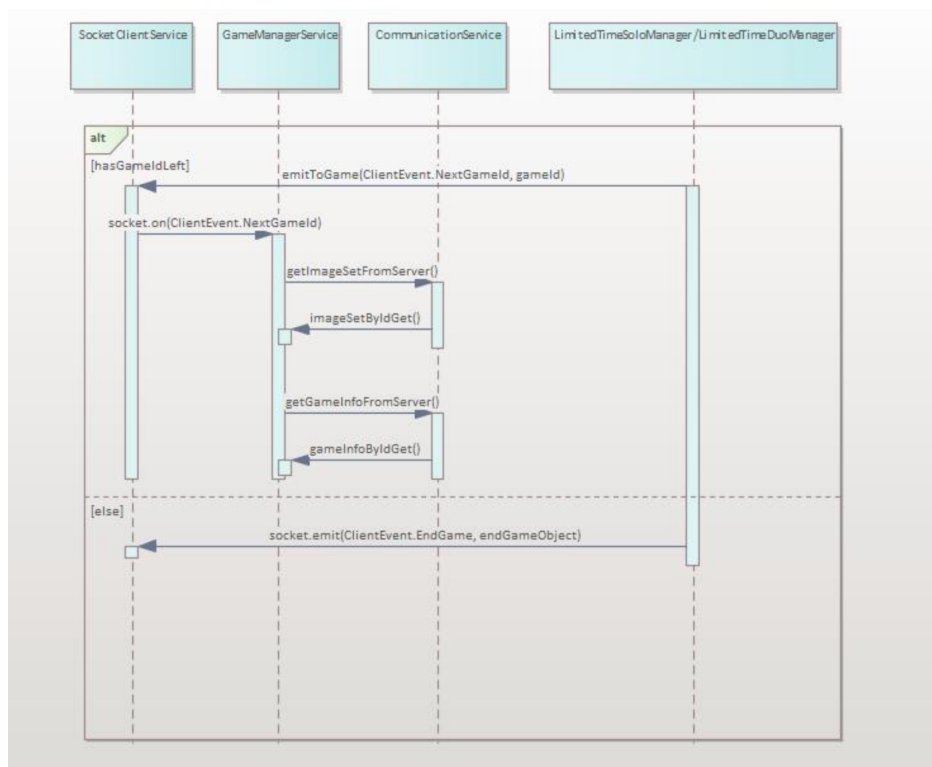 SocketClientService
GameManagerService
CommunicationService
LimitedTimeSoloManager/LimitedTimeDuoManager
alt
[hasGameIdLeft]
emitToGame(ClientEvent.NextGameId, gameId)
socket.on(ClientEvent.NextGameId)
getImageSetFromServer()
imageSetByIdGet()
getGameInfoFromServer()
gameInfoByIdGet()
[else]
socket.emit(ClientEvent.EndGame, endGameObject)